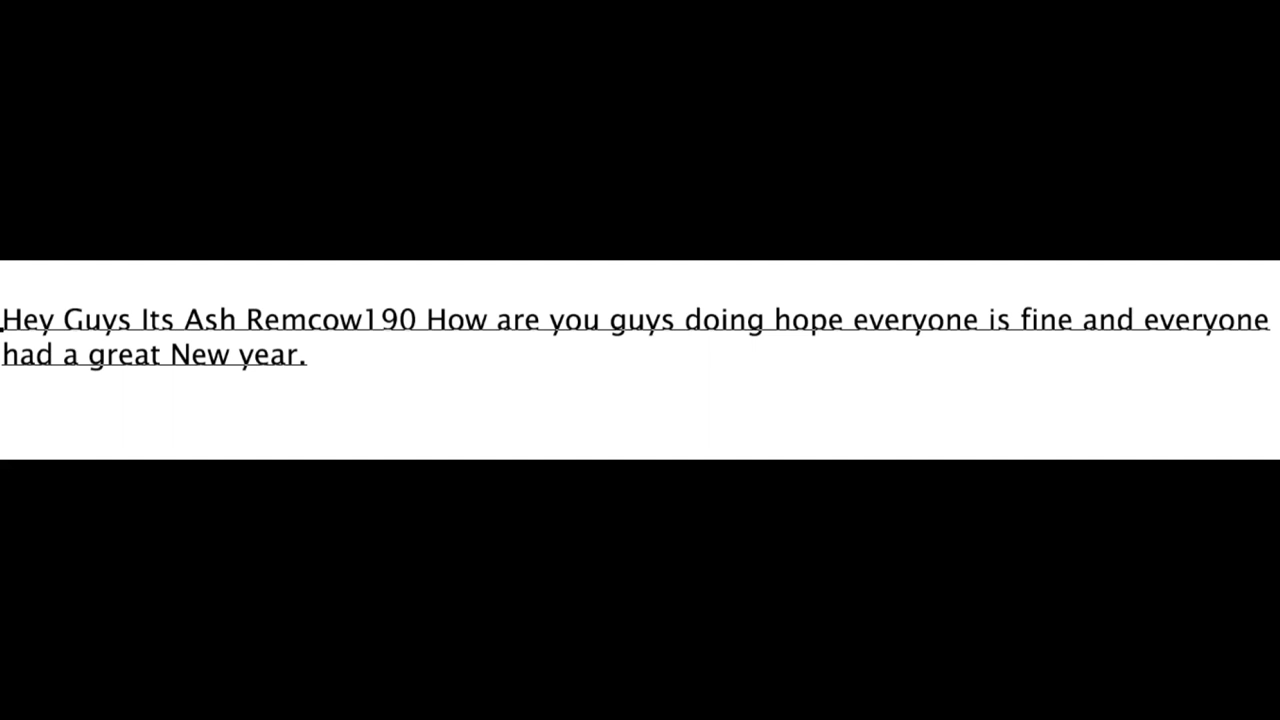 Hey Guys Its Ash Remcow190 How are you guys doing hope everyone is fine and everyone
had a great New year.